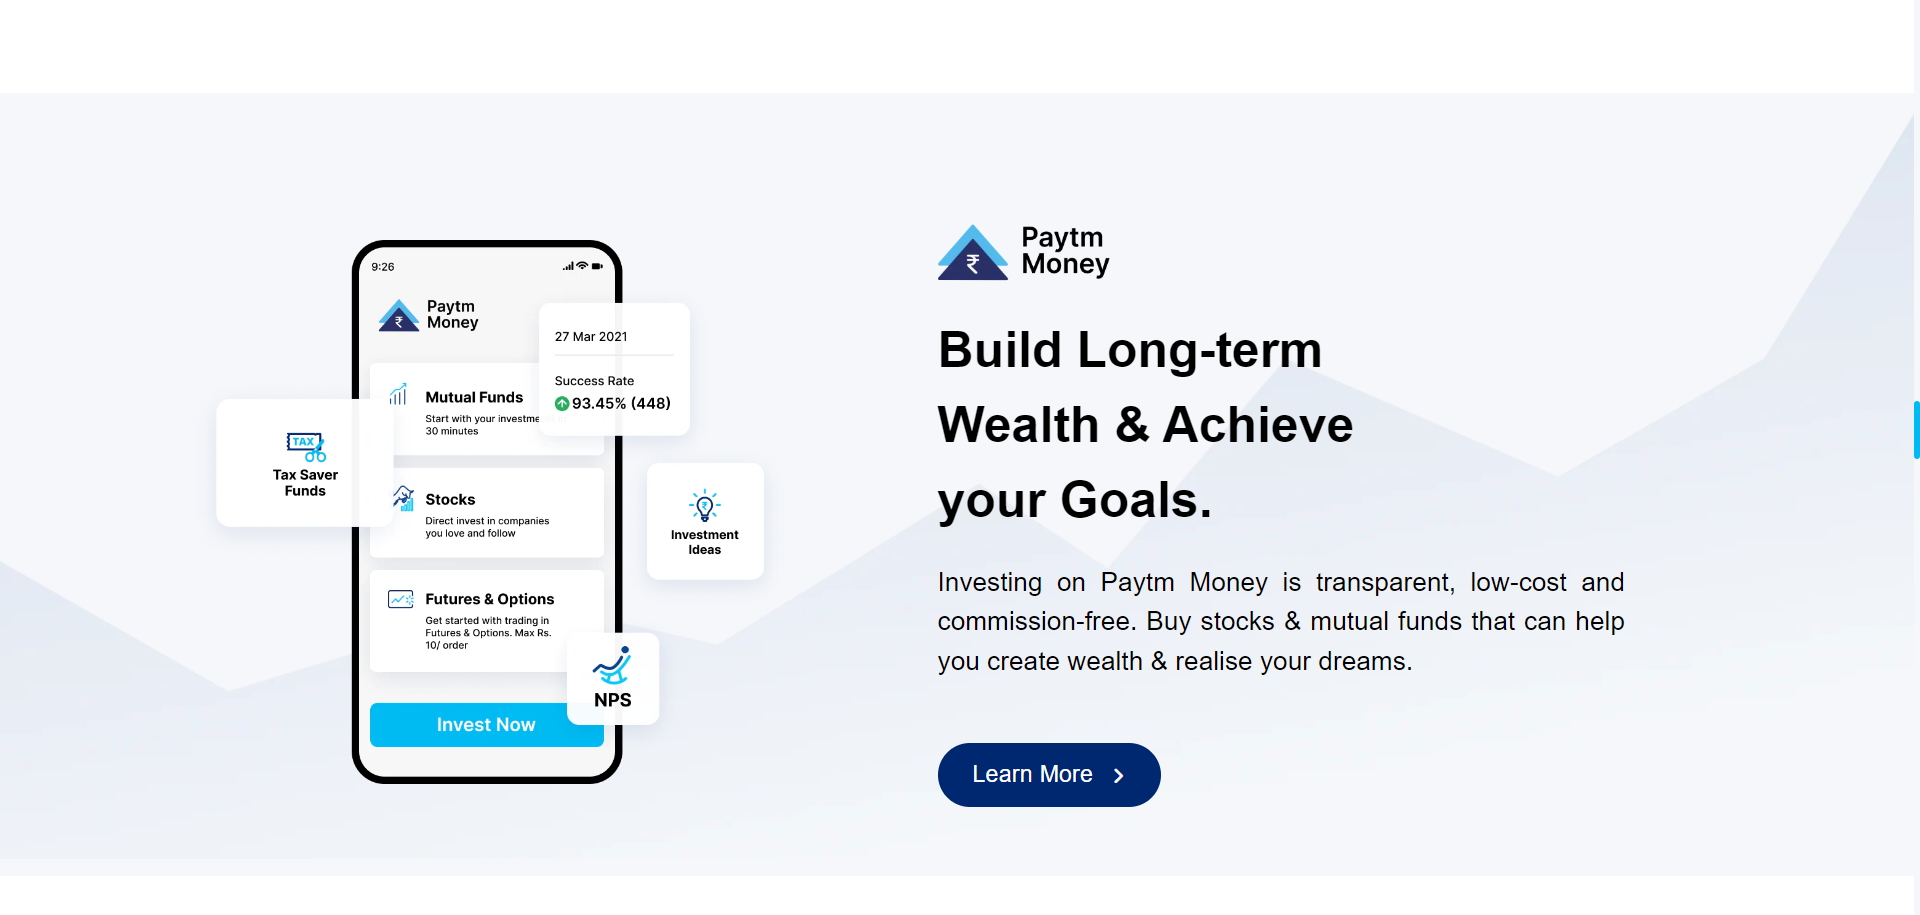 9:26
Paytm
Money
27 Mar 2021
Success Rate
93.45% (448)
Mutual Funds
Start with your investme
30 minutes
TAX
Tax Saver
Funds
Stocks
Direct invest in companies
you love and follow
Investment
Ideas
Futures & Options
Get started with trading in
Futures & Options. Max Rs.
10/ order
NPS
Invest Now
₹ Paytm
Money
Build Long-term
Wealth & Achieve
your Goals.
Investing on Paytm Money is transparent, low-cost and
commission-free. Buy stocks & mutual funds that can help
you create wealth & realise your dreams.
Learn More